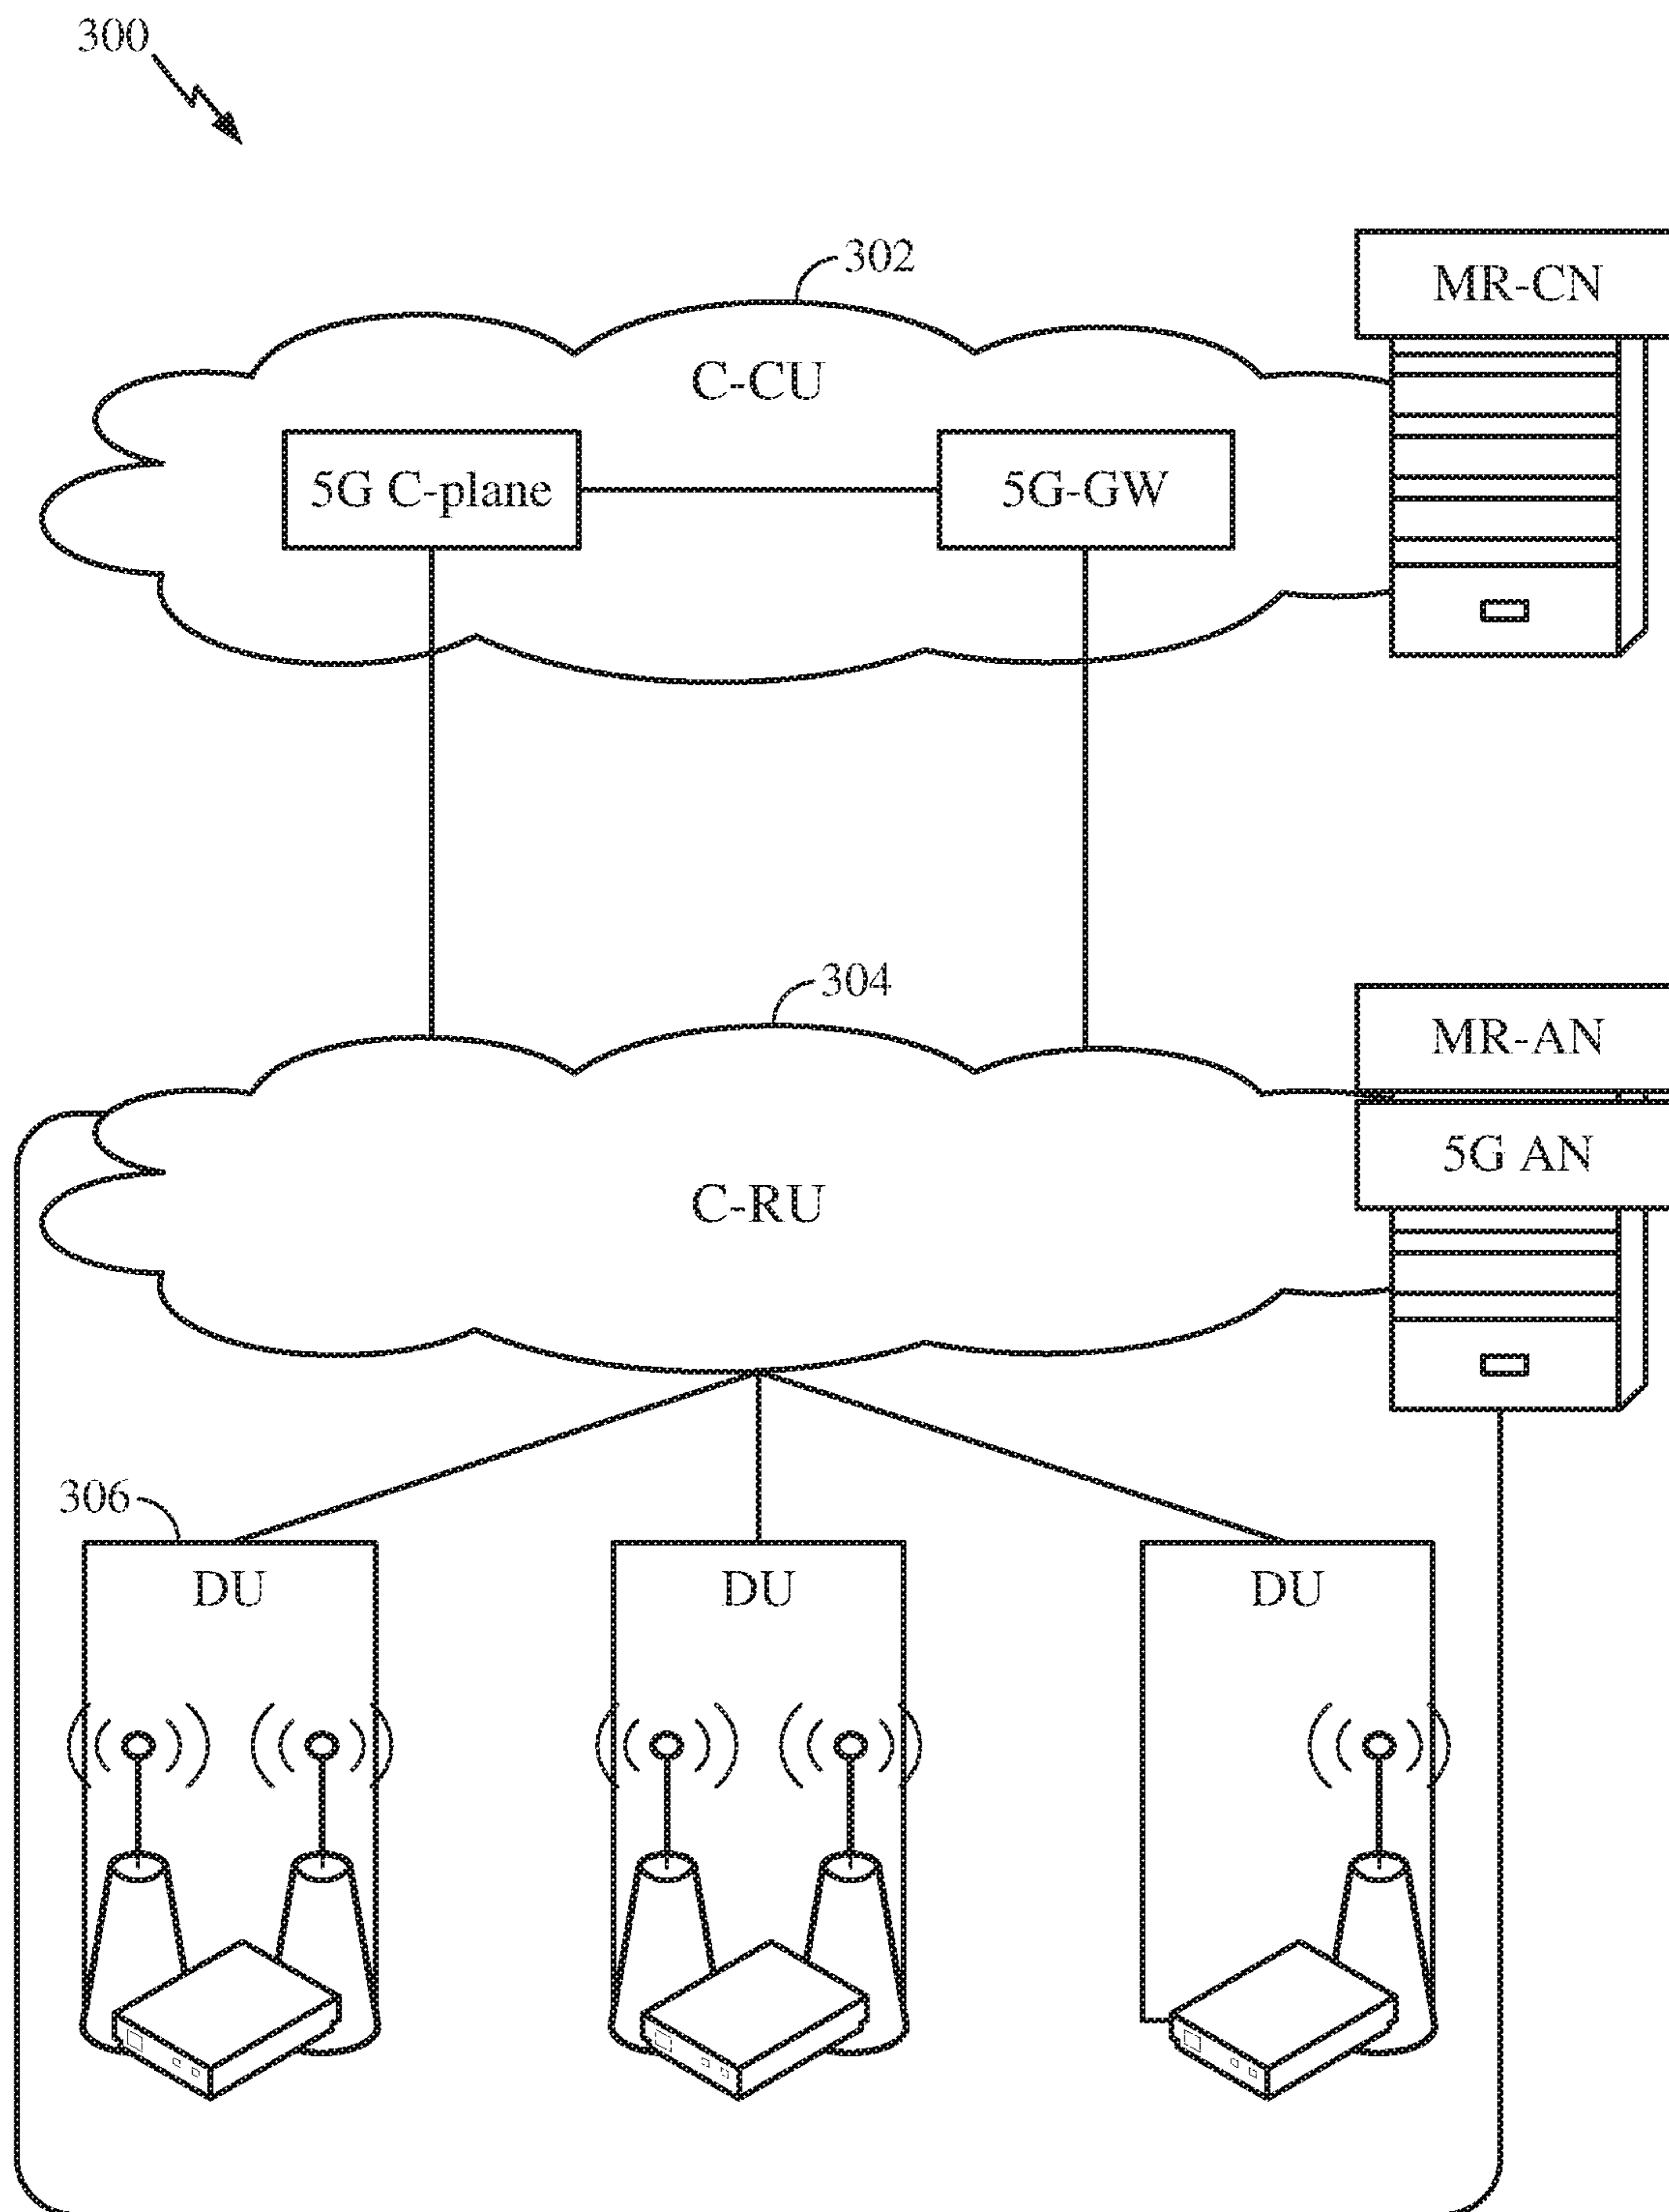 300
302
MR-CN
C-CU
5G C-plane
5G-GW
304
MR-AN
5G AN
C-RU
306
DU
DU
DU